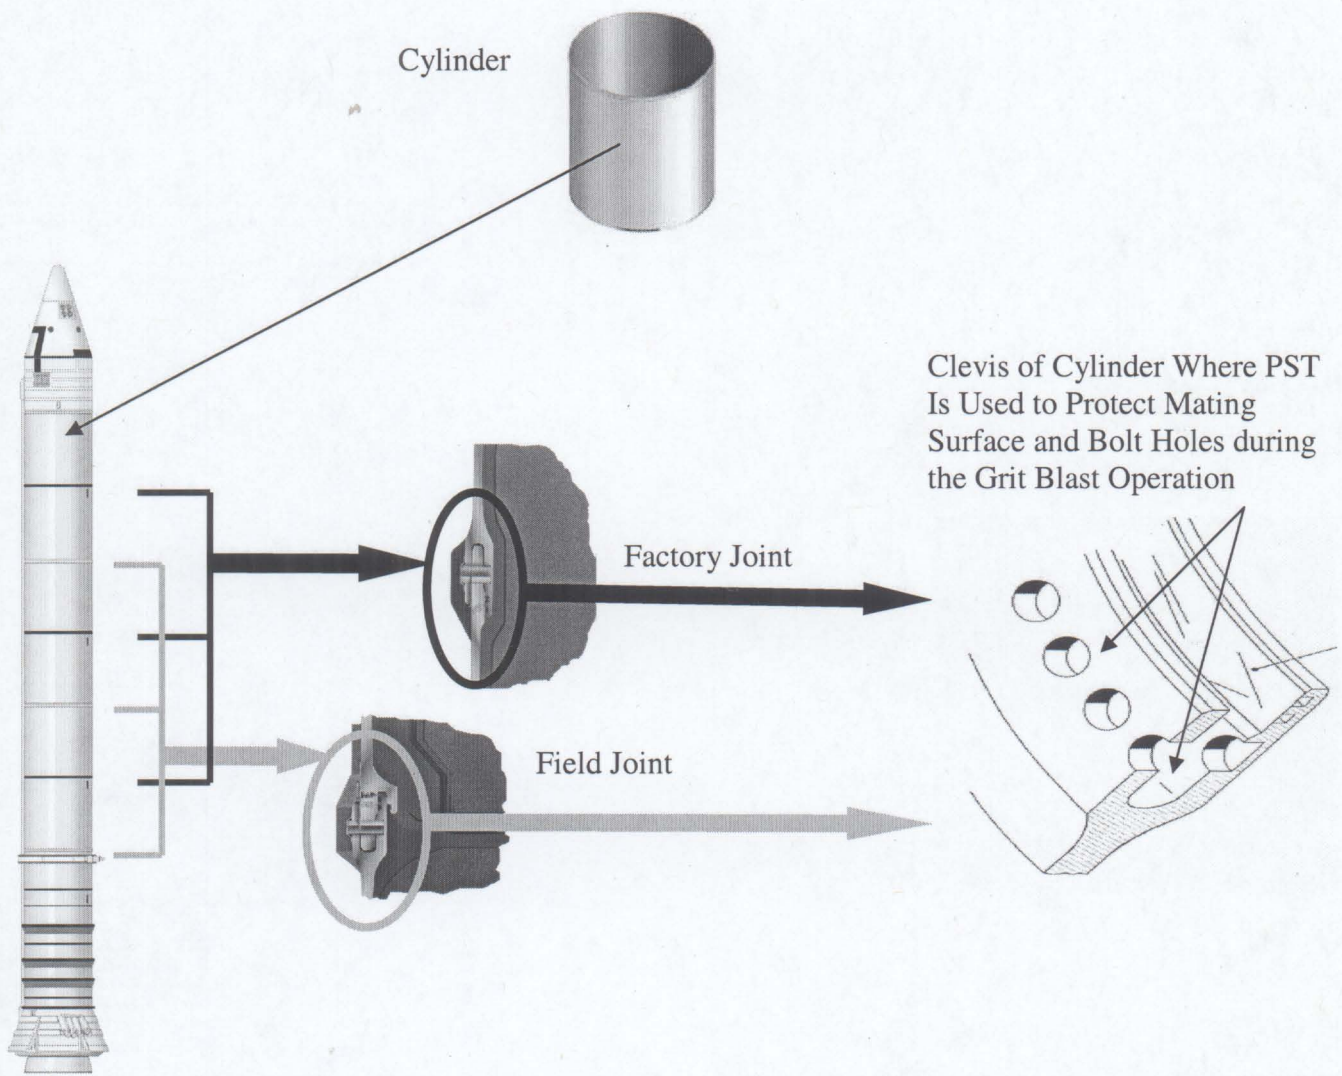 Cylinder
Clevis of Cylinder Where PST
Is Used to Protect Mating
Surface and Bolt Holes during
the Grit Blast Operation
Factory Joint
Field Joint